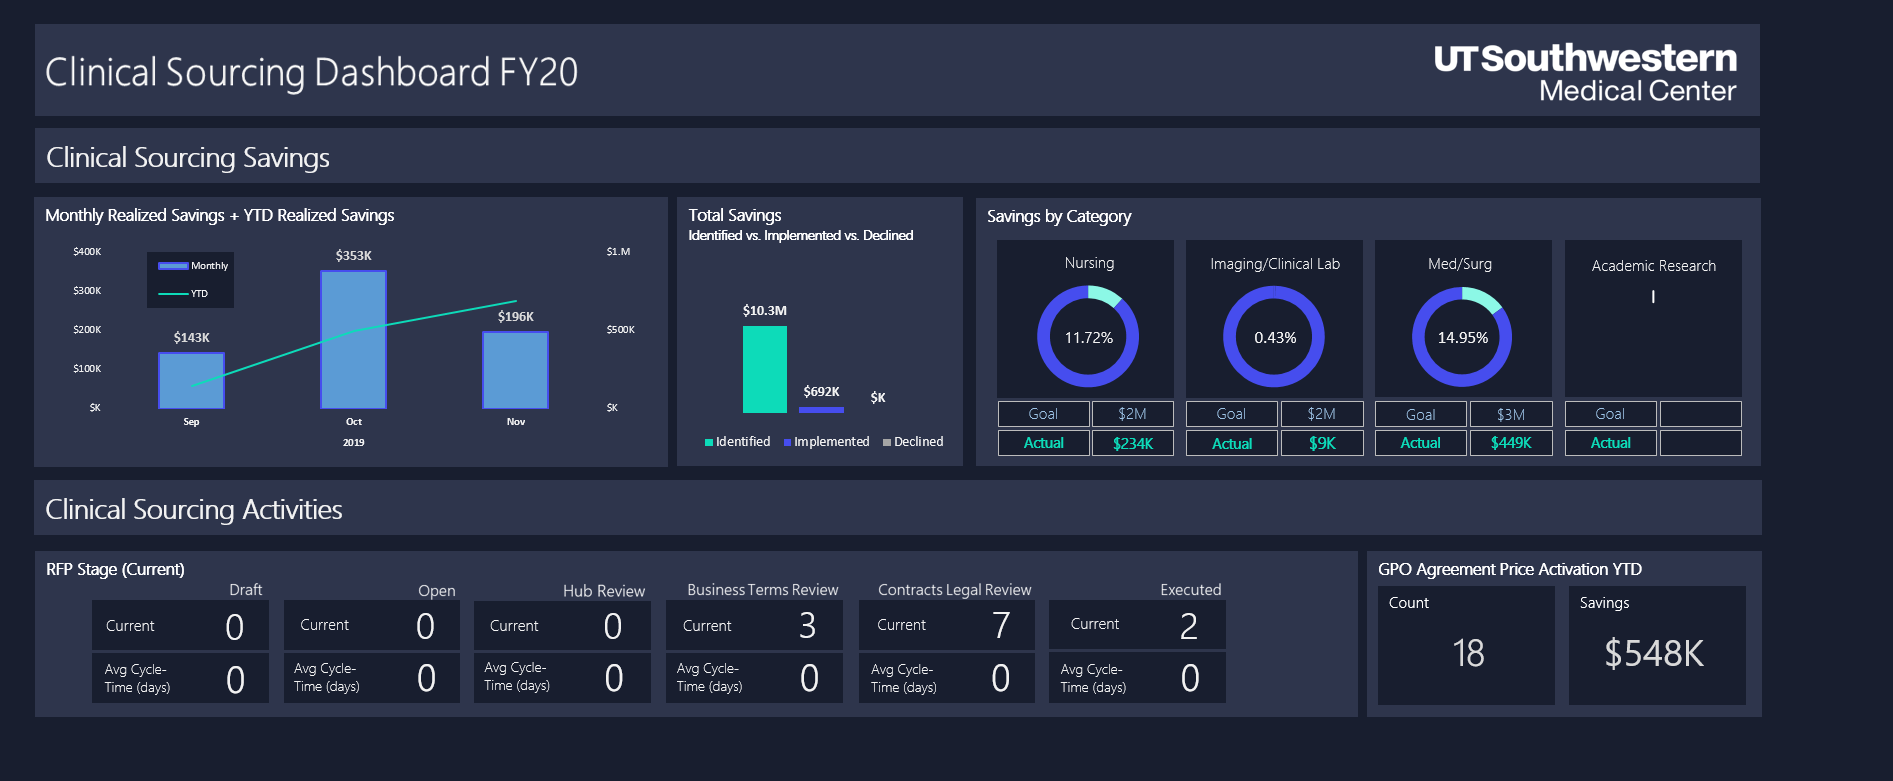 Clinical Sourcing Dashboard FY20
UTSouthwestern
Medical Center
Clinical Sourcing Savings
Monthly Realized Savings + YTD Realized Savings
$400K
$300K
$200K
$100K
$K
Monthly
YTD
$143K
$353K
$196K
$1.M
$500K
$K
Sep
Oct
Nov
2019
Total Savings
Identified vs. Implemented vs. Declined
$10.3M
$692K
$K
Identified
Implemented
Declined
Savings by Category
Nursing
11.72%
Goal
$2M
Actual
$234K
Imaging/Clinical Lab
0.43%
Goal
$2M
Actual
$9K
Med/Surg
14.95%
Goal
$3M
Actual
$449K
Academic Research
Goal
Actual
Clinical Sourcing Activities
RFP Stage (Current)
Draft
Current
0
Avg Cycle-
Time (days)
0
Open
Current
0
Avg Cycle-
Time (days)
0
Hub Review
Current
0
Avg Cycle-
Time (days)
0
Business Terms Review
Current
3
Avg Cycle-
Time (days)
0
Contracts Legal Review
Current
7
Avg Cycle-
Time (days)
0
Executed
Current
2
Avg Cycle-
Time (days)
0
GPO Agreement Price Activation YTD
Count
18
Savings
$548K